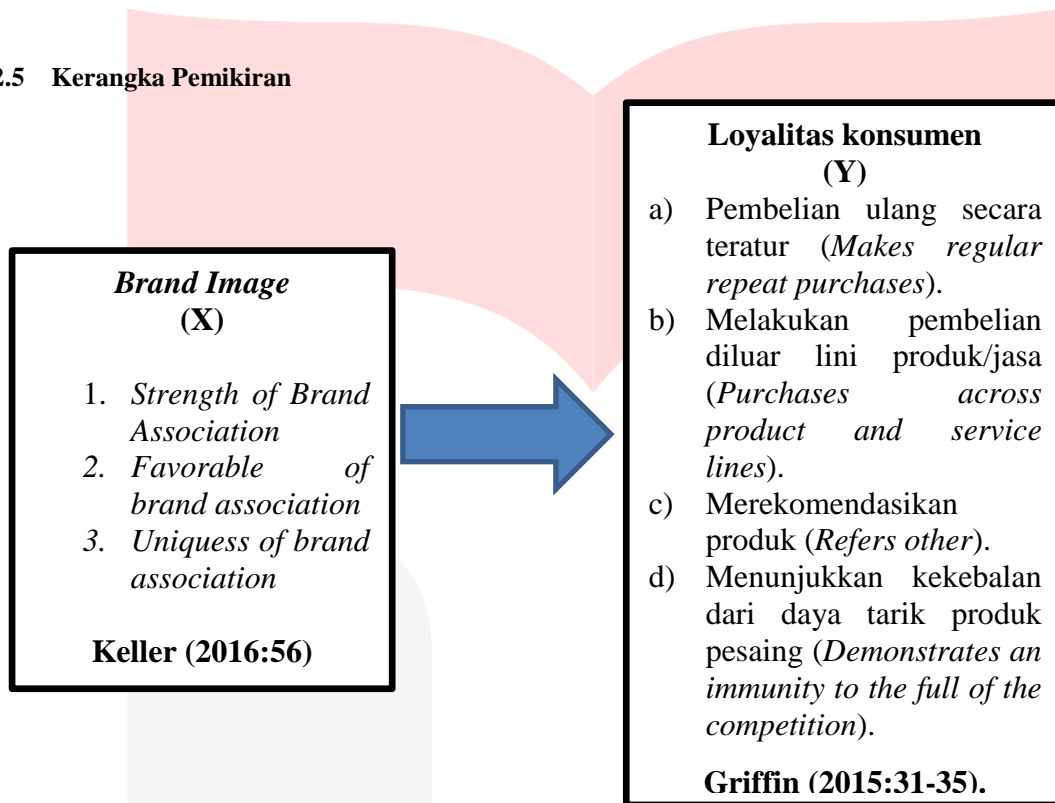 2.5 Kerangka Pemikiran
Brand Image
(X)
1. Strength of Brand
Association
2. Favorable of
brand association
3. Uniquess of brand
association
Keller (2016:56)
Loyalitas konsumen
(Y)
a) Pembelian ulang secara
teratur (Makes regular
repeat purchases).
b) Melakukan pembelian
diluar lini produk/jasa
(Purchases across
product and service
lines).
c) Merekomendasikan
produk (Refers other).
d) Menunjukkan kekebalan
dari daya tarik produk
pesaing (Demonstrates an
immunity to the full of the
competition).
Griffin (2015:31-35).